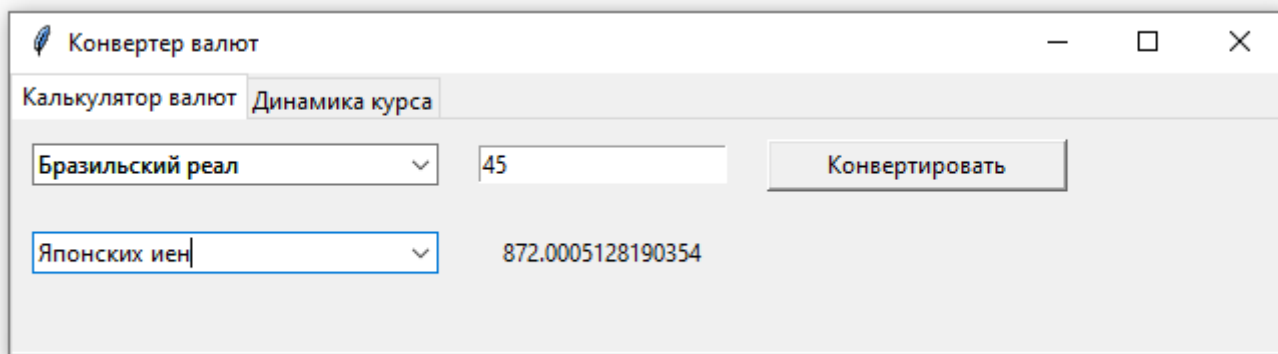 Конвертер валют
Калькулятор валют Динамика курса
Бразильский реал 45 Конвертировать
Японских иен 872.0005128190354